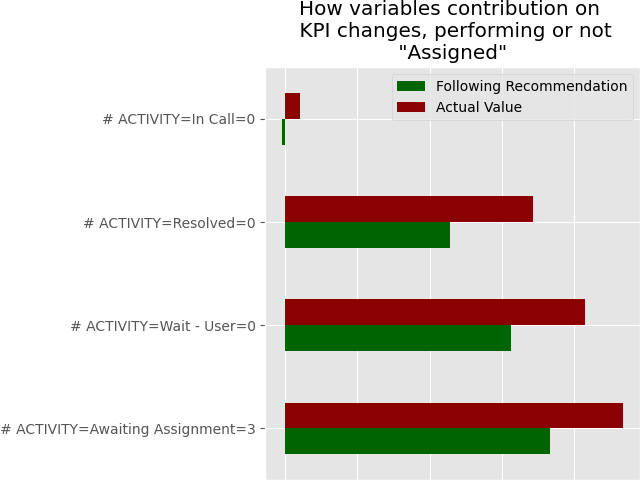 How variables contribution on
KPI changes, performing or not
"Assigned"
Following Recommendation
Actual Value
# ACTIVITY=In Call=0
# ACTIVITY=Resolved=0
# ACTIVITY=Wait - User=0
# ACTIVITY=Awaiting Assignment=3